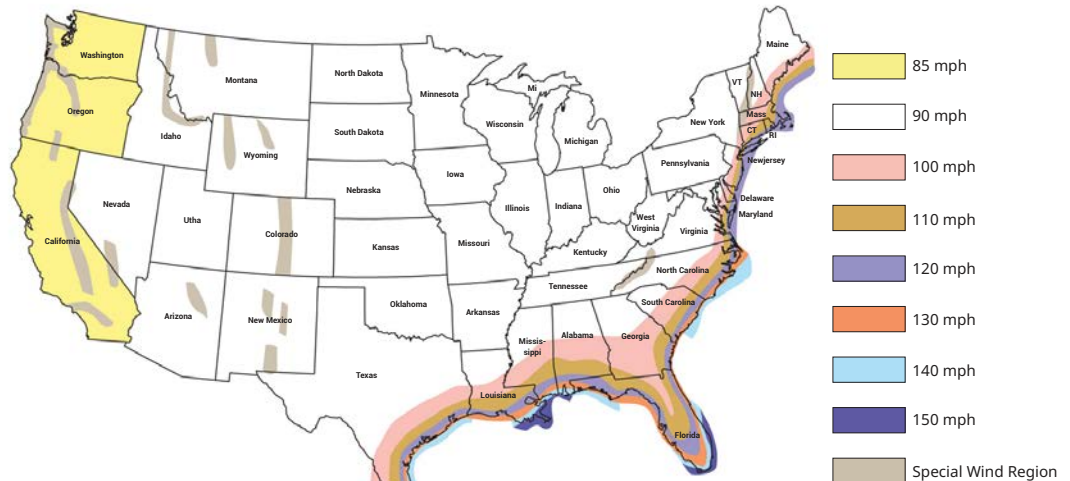 Washington
Oregon
California
Nevada
Idaho
Montana
Wyoming
Utha
Arizona
Colorado
New Mexico
North Dakota
South Dakota
Nebraska
Kansas
Oklahoma
Texas
Minnesota
Iowa
Missouri
Arkansas
Louisiana
Wisconsin
Mi
Michigan
Illinois
Indiana
Ohio
Kentucky
Tennessee
Missis-
sippi
Alabama
Georgia
Florida
South Carolina
North Carolina
Virginia
West
Virginia
Pennsylvania
New York
VT
NH
Maine
Mass
CT
RI
Newjersey
Delaware
Maryland
85 mph
90 mph
100 mph
110 mph
120 mph
130 mph
140 mph
150 mph
Special Wind Region